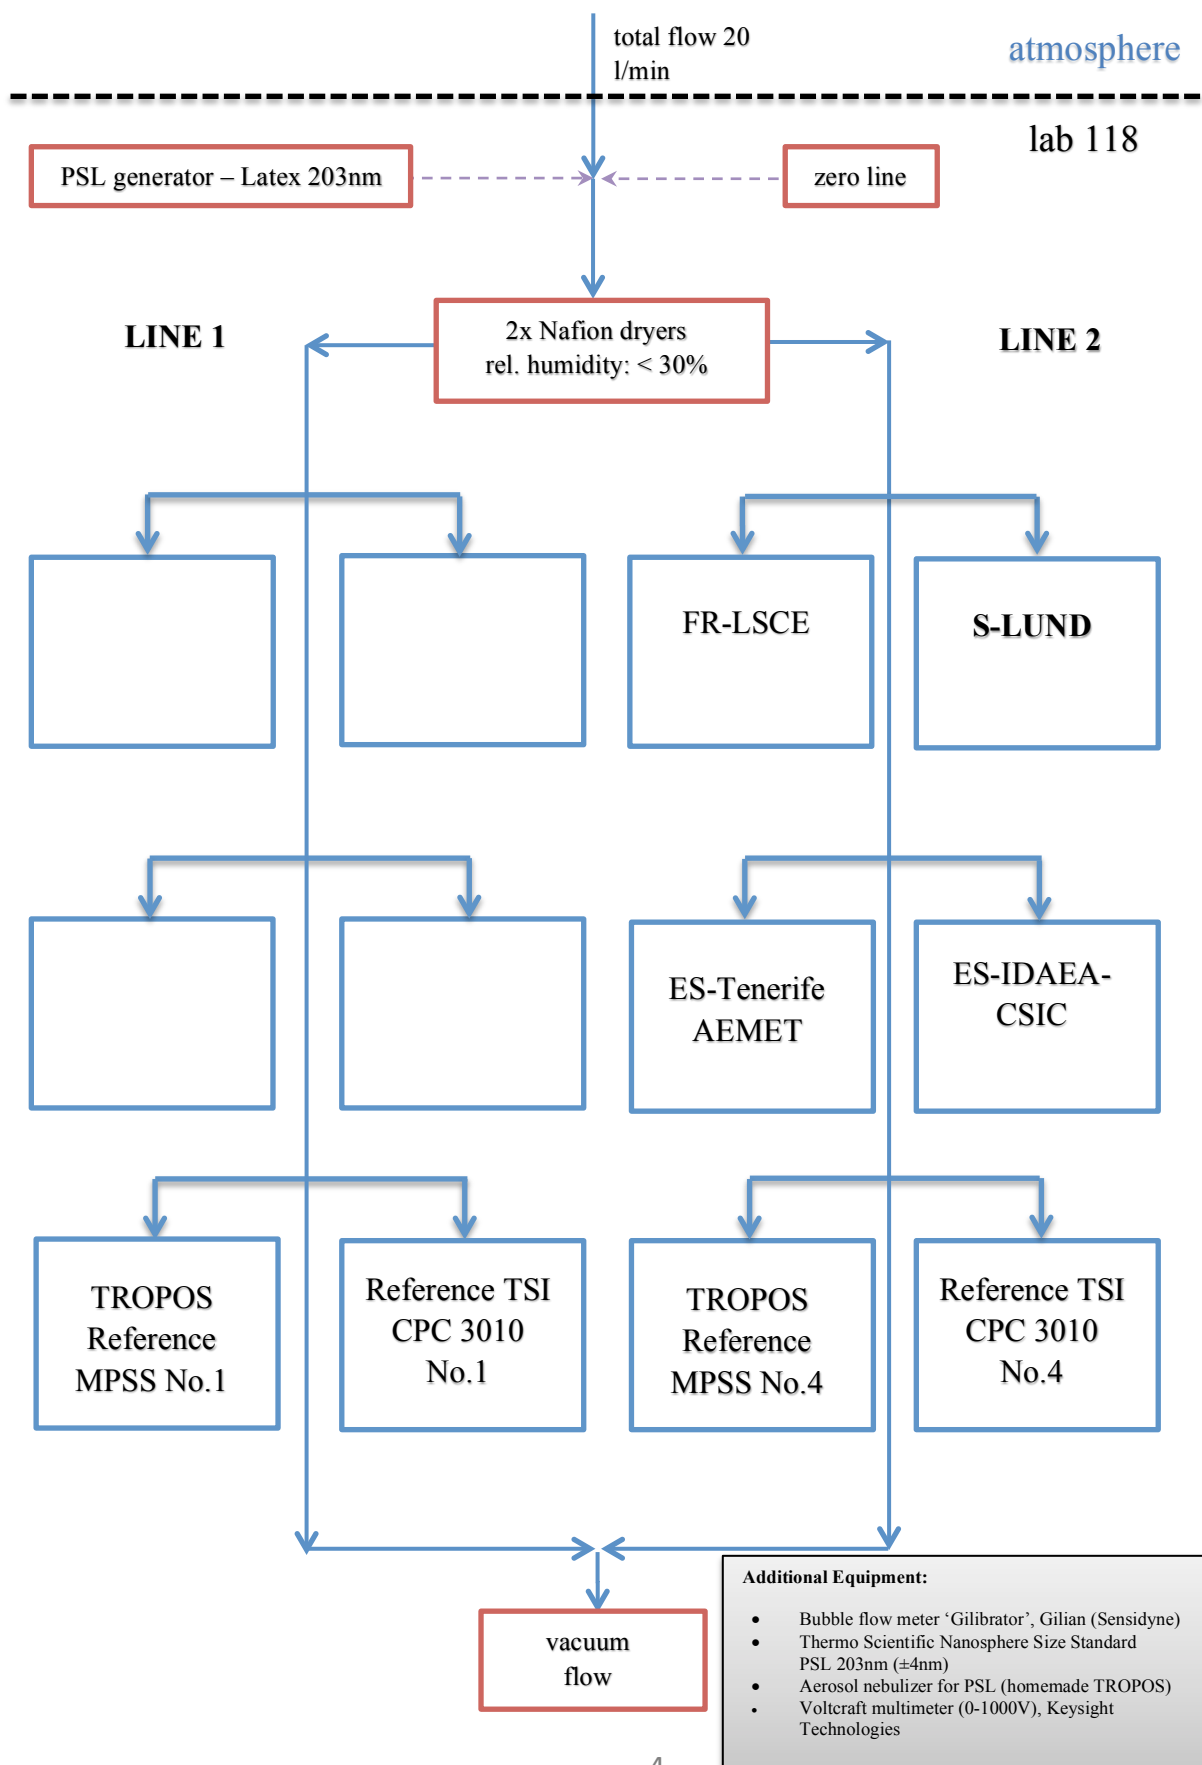 total flow 20
l/min
atmosphere
lab 118
PSL generator – Latex 203nm
zero line
LINE 1
2x Nafion dryers
rel. humidity: < 30%
LINE 2
FR-LSCE
S-LUND
ES-Tenerife
AEMET
ES-IDAEA-
CSIC
TROPOS
Reference
MPSS No.1
Reference TSI
CPC 3010
No.1
TROPOS
Reference
MPSS No.4
Reference TSI
CPC 3010
No.4
vacuum
flow
Additional Equipment:
• Bubble flow meter ‘Gilibrator’, Gilian (Sensidyne)
• Thermo Scientific Nanosphere Size Standard
PSL 203nm (±4nm)
• Aerosol nebulizer for PSL (homemade TROPOS)
• Voltcraft multimeter (0-1000V), Keysight
Technologies
4